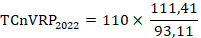 TCnVRP₂₀₂₂ = 110 × 111,41 / 93,11